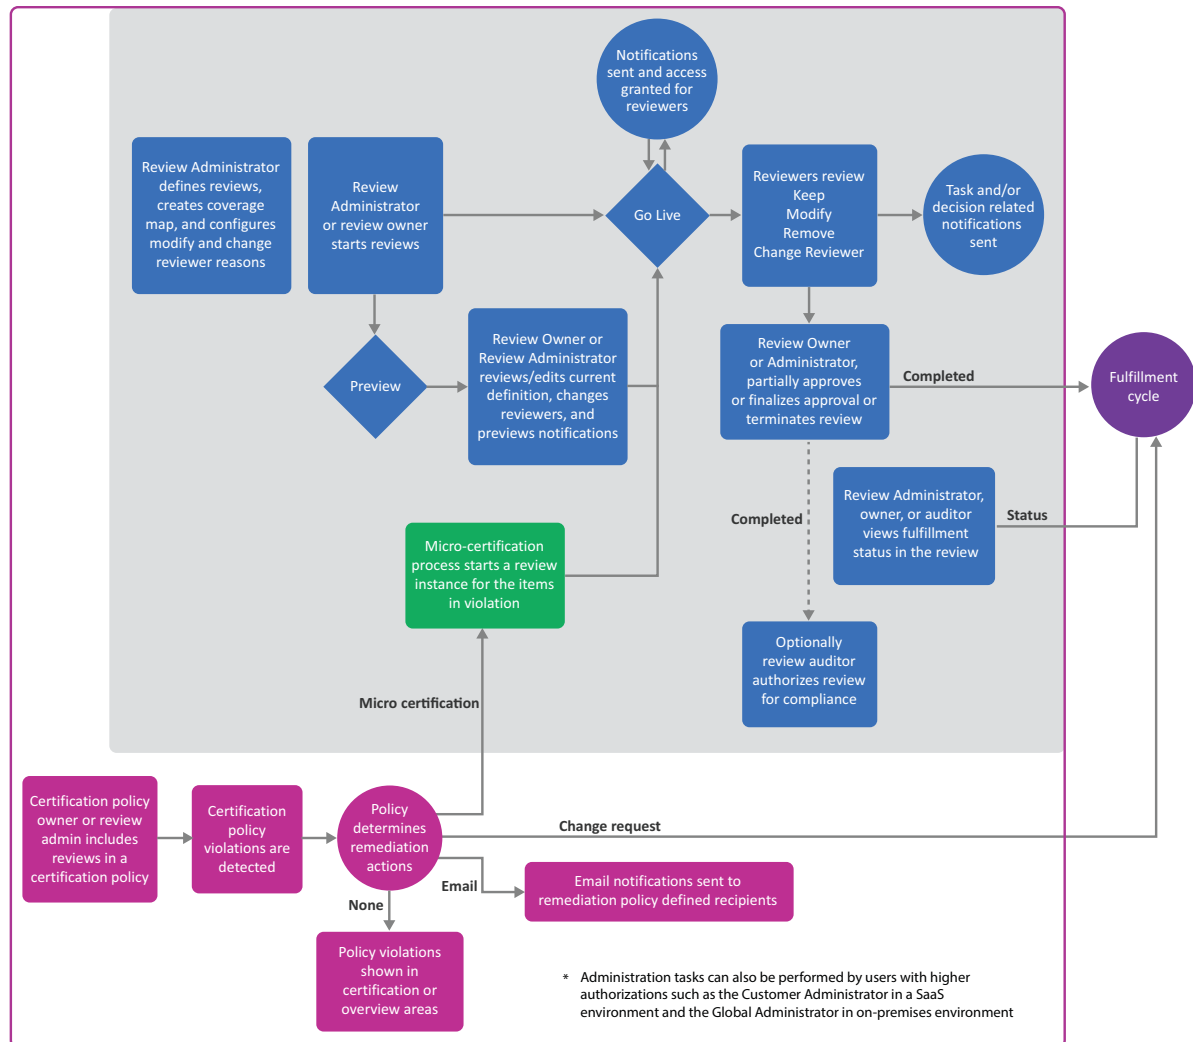 Notifications
sent and access
granted for
reviewers
Review Administrator
defines reviews,
creates coverage
map, and configures
modify and change
reviewer reasons
Review
Administrator
or review owner
starts reviews
Go Live
Reviewers review
Keep
Modify
Remove
Change Reviewer
Task and/or
decision related
notifications
sent
Preview
Review Owner or
Review Administrator
reviews/edits current
definition, changes
reviewers, and
previews notifications
Review Owner
or Administrator,
partially approves
or finalizes approval or
terminates review
Completed
Fulfillment
cycle
Completed
Review Administrator,
owner, or auditor
views fulfillment
status in the review
Status
Micro-certification
process starts a review
instance for the items
in violation
Optionally
review auditor
authorizes review
for compliance
Micro certification
Certification policy
owner or review
admin includes
reviews in a
certification policy
Certification
policy
violations are
detected
Policy
determines
remediation
actions
Change request
Email
Email notifications sent to
remediation policy defined recipients
None
Policy violations
shown in
certification or
overview areas
* Administration tasks can also be performed by users with higher
authorizations such as the Customer Administrator in a SaaS
environment and the Global Administrator in on-premises environment